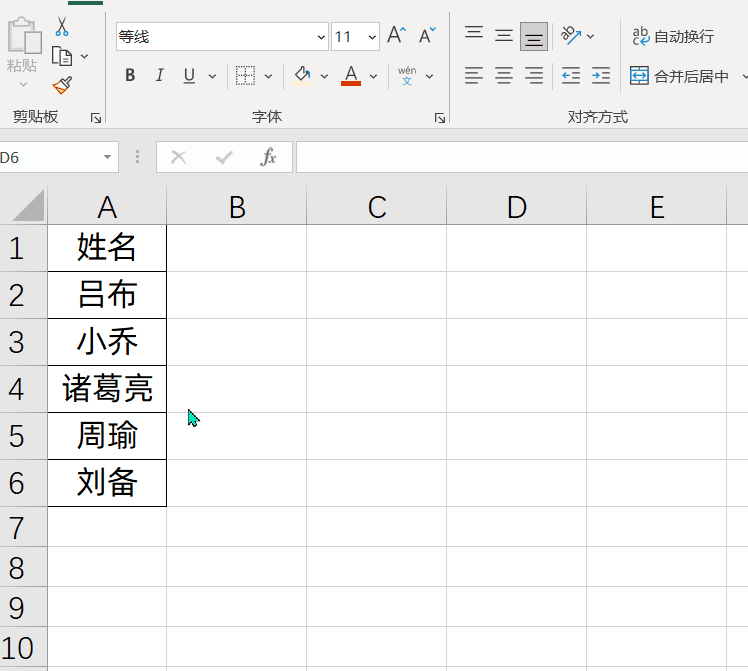 等线 11 A A
ab 自动换行
粘贴
B I U A wén 文
合并后居中
剪贴板 字体 对齐方式
D6 fx
A B C D E
1 姓名
2 吕布
3 小乔
4 诸葛亮
5 周瑜
6 刘备
7
8
9
10